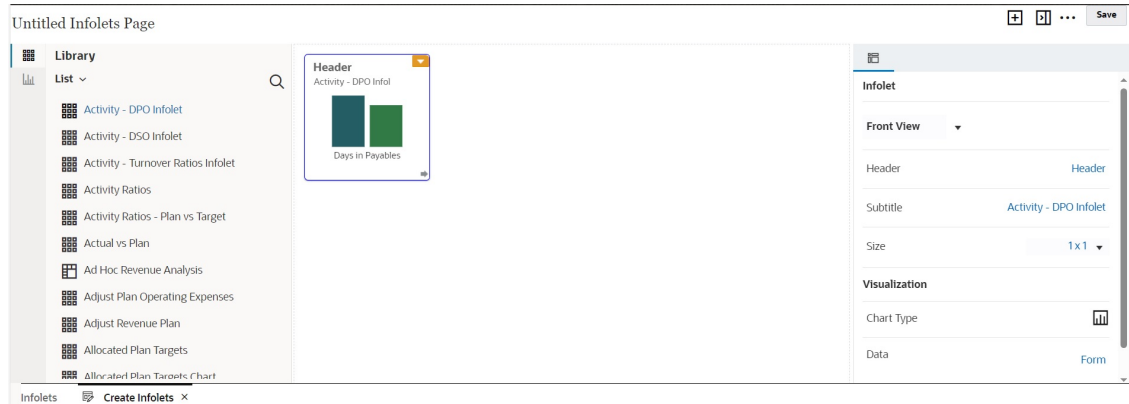 Untitled Infolets Page
Save
Library
List
Activity - DPO Infolet
Activity - DSO Infolet
Activity - Turnover Ratios Infolet
Activity Ratios
Activity Ratios - Plan vs Target
Actual vs Plan
Ad Hoc Revenue Analysis
Adjust Plan Operating Expenses
Adjust Revenue Plan
Allocated Plan Targets
Allocated Plan Targets Chart
Header
Activity - DPO Infol
Days in Payables
Infolet
Front View
Header Header
Subtitle Activity - DPO Infolet
Size 1x1
Visualization
Chart Type
Data Form
Infolets Create Infolets ×